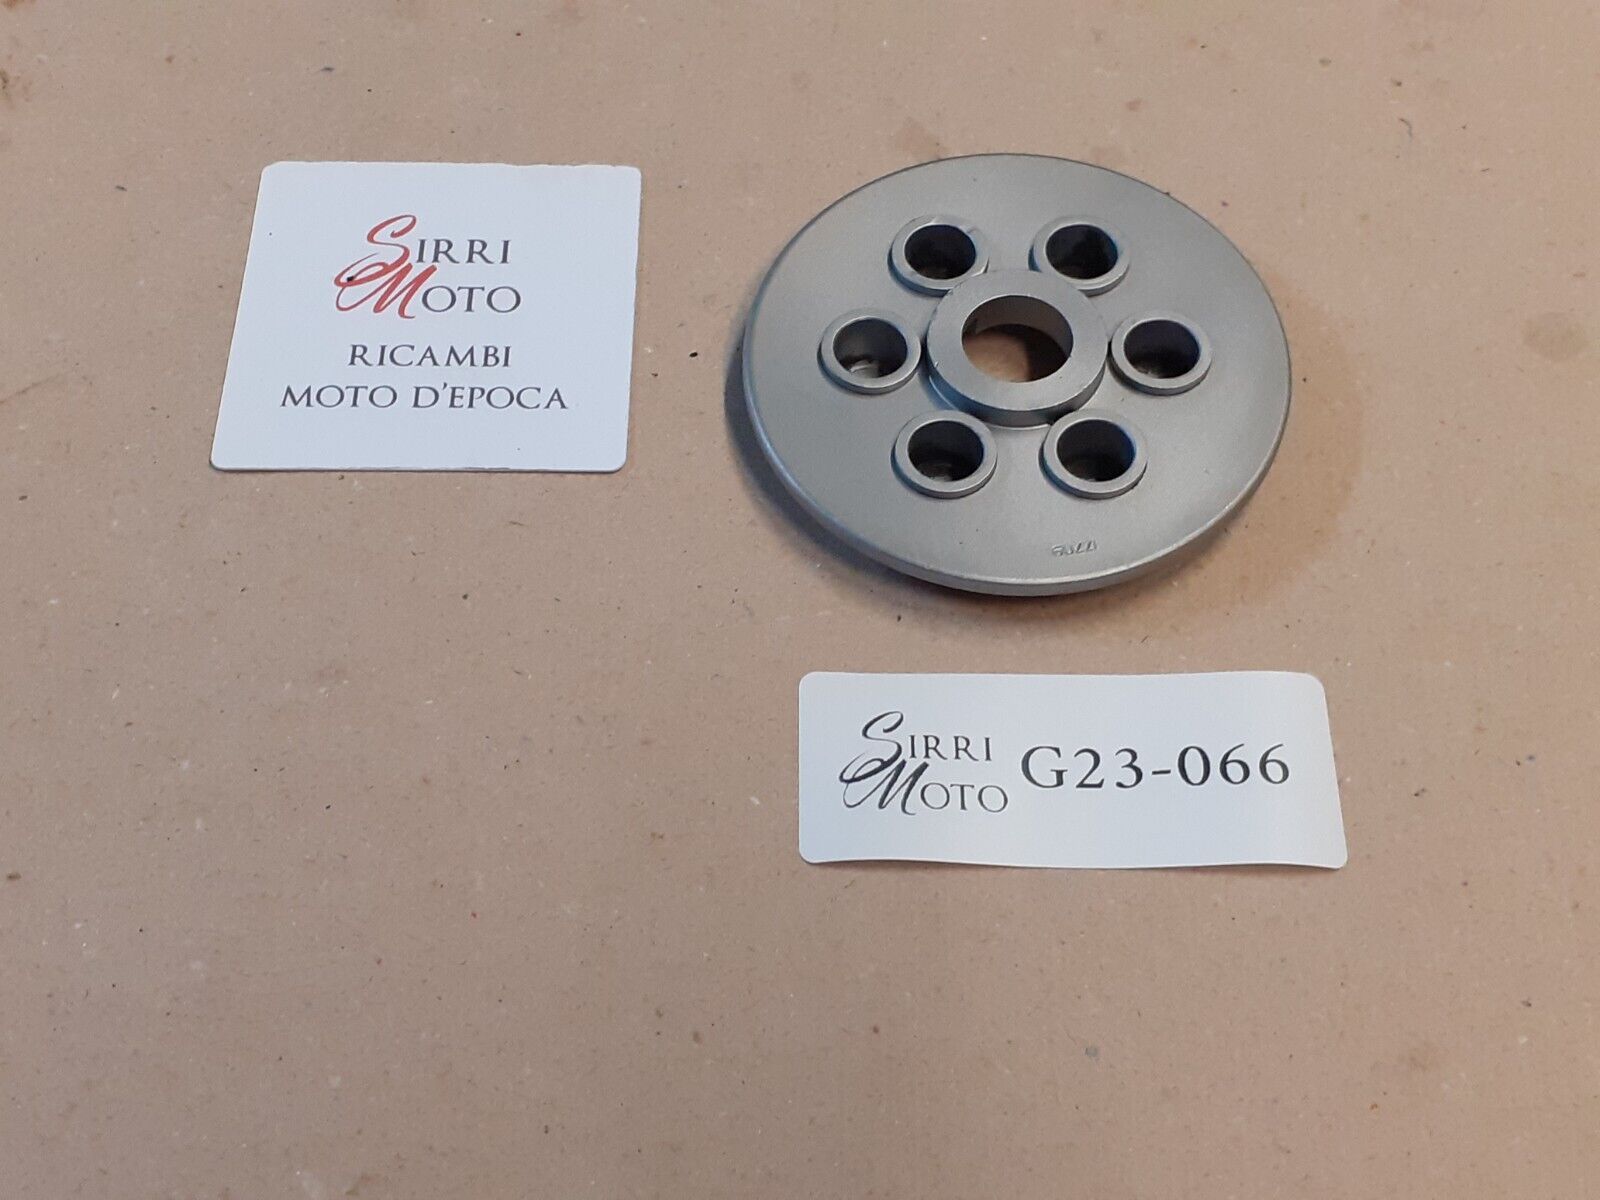 SIRRI
MOTO
RICAMBI
MOTO D'EPOCA
SIRRI
MOTO
G23-066